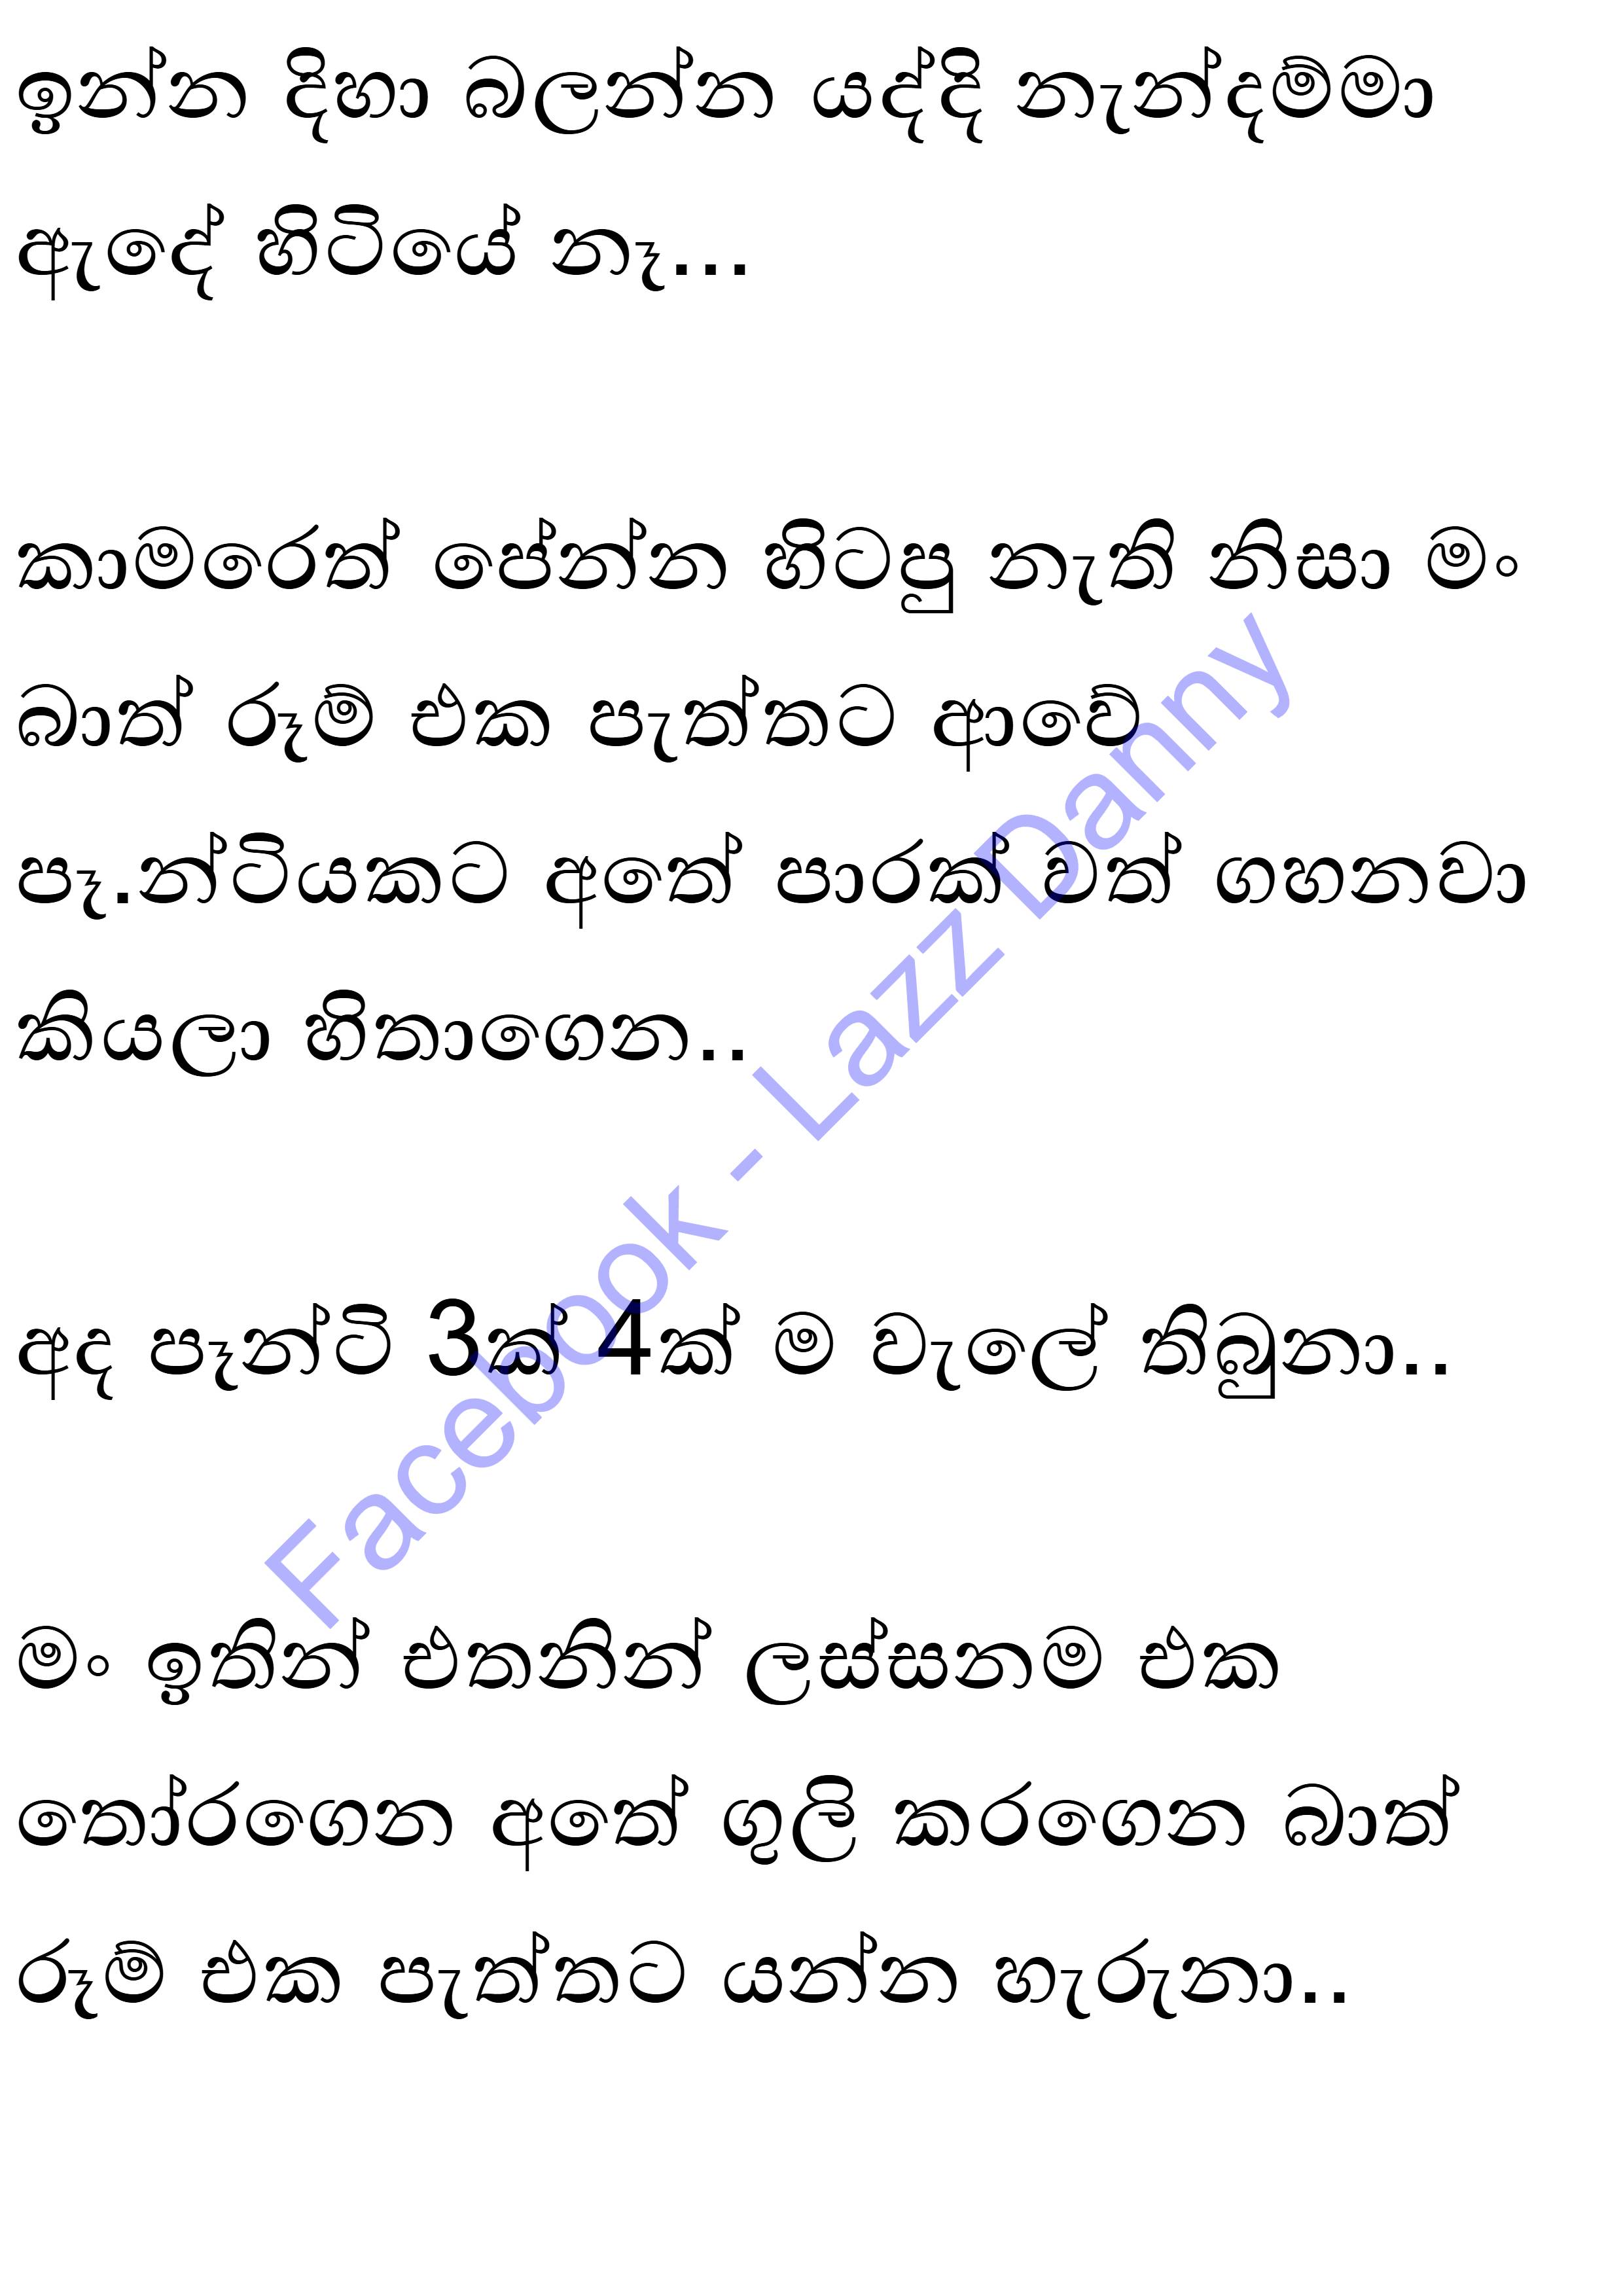 ඉන්න දිහා බලන්න යද්දි නැන්දම්මා
ඇදේ හිටියේ නෑ...
කාමරෙත් පේන්න හිටපු නැති නිසා මං
බාත් රූම් එක පැත්තට ආවේ
පෑ.න්ටියකට අතේ පාරක් වත් ගහනවා
කියලා හිතාගෙන..
අද පෑන්ටි 3ක් 4ක් ම වැලේ තිබුනා..
මං ඉතින් එතනින් ලස්සනම එක
තෝරගෙන අතේ ගුලි කරගෙන බාත්
රූම් එක පැත්තට යන්න හැරුනා..
Facebook - Lazz Danny